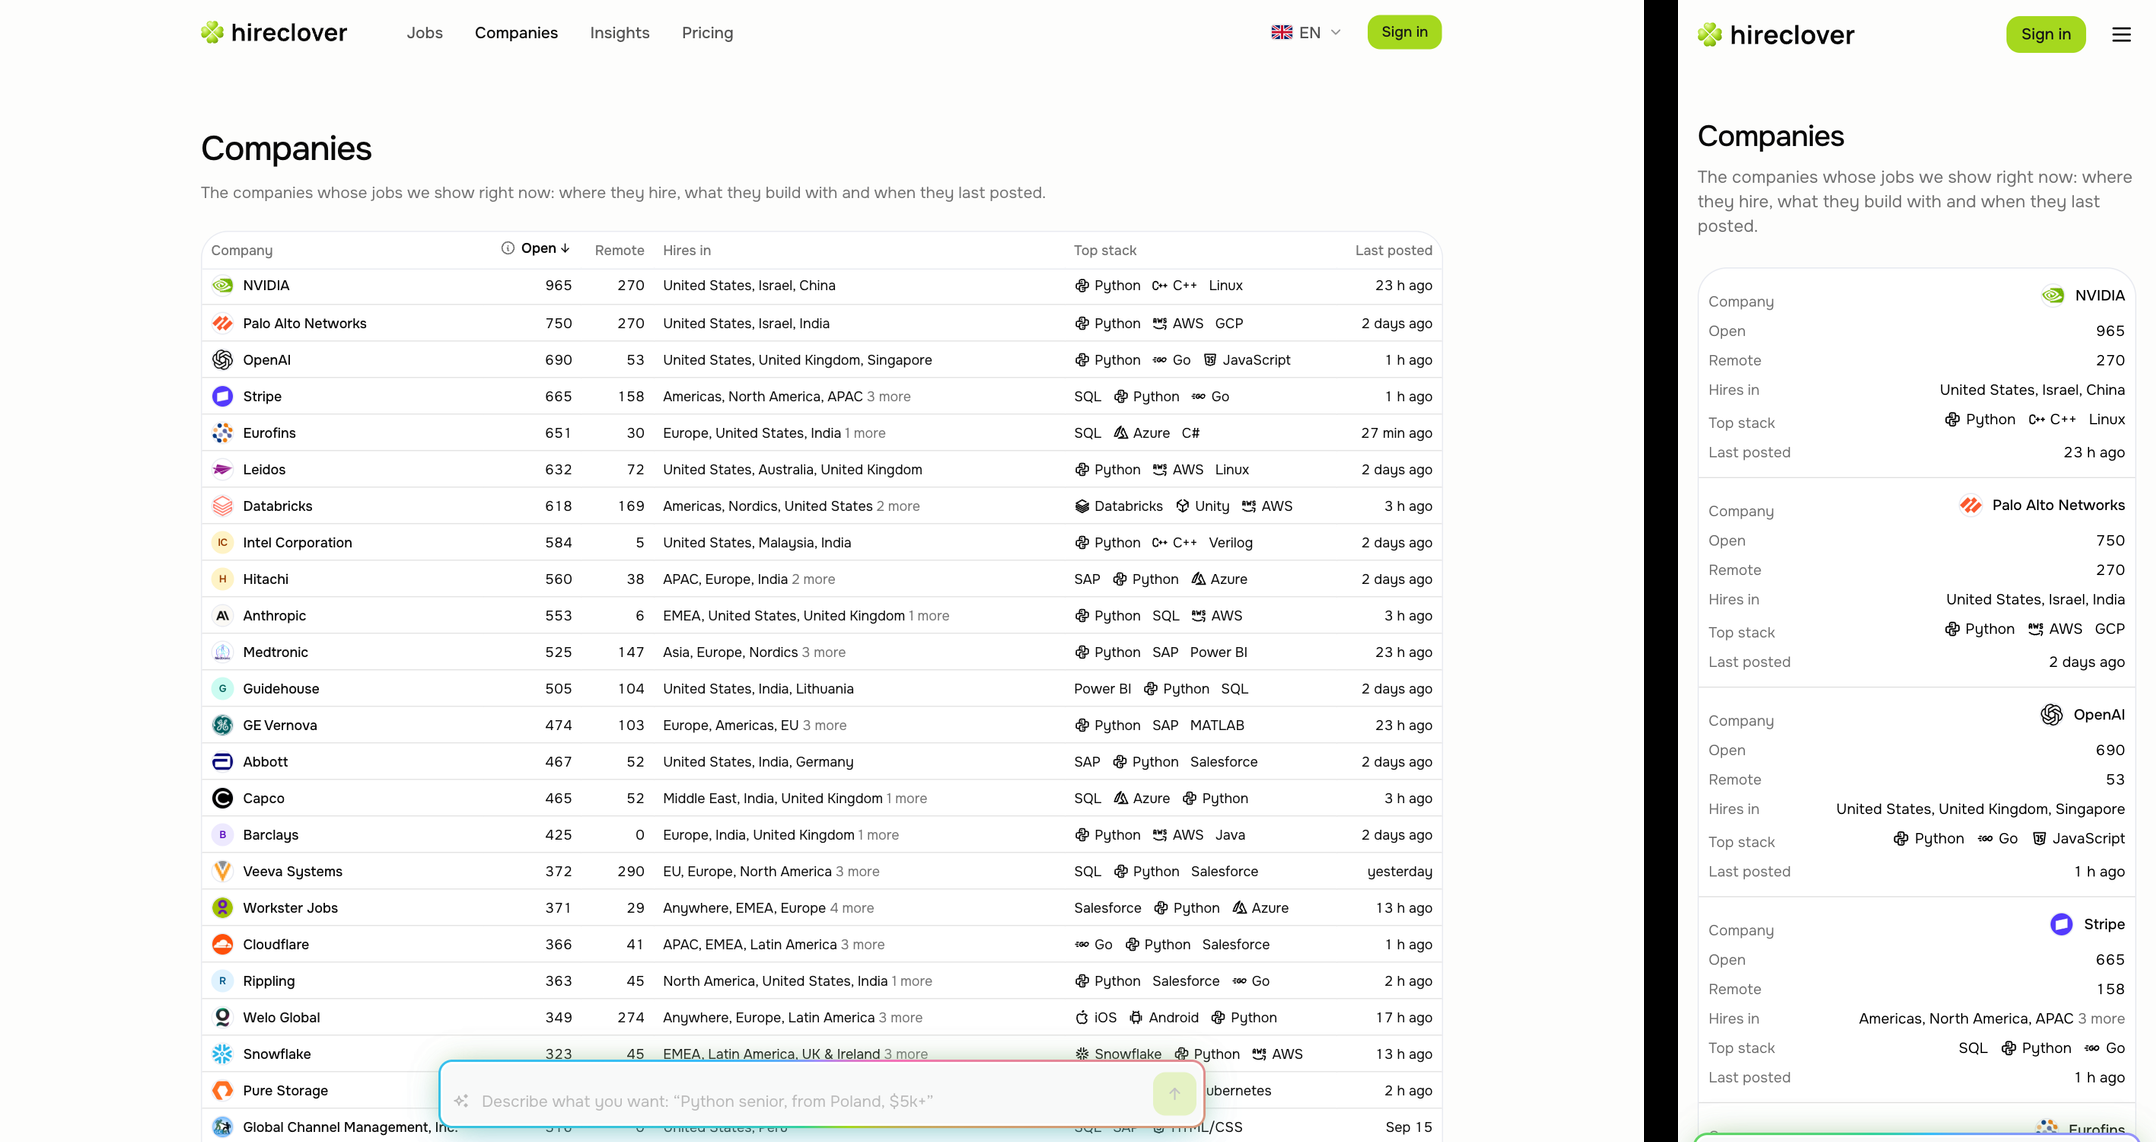 hireclover Jobs Companies Insights Pricing EN Sign in
Companies
The companies whose jobs we show right now: where they hire, what they build with and when they last posted.
Company Open ↓ Remote Hires in Top stack Last posted
NVIDIA 965 270 United States, Israel, China Python C++ C++ Linux 23 h ago
Palo Alto Networks 750 270 United States, Israel, India Python AWS GCP 2 days ago
OpenAI 690 53 United States, United Kingdom, Singapore Python Go JavaScript 1 h ago
Stripe 665 158 Americas, North America, APAC 3 more SQL Python Go 1 h ago
Eurofins 651 30 Europe, United States, India 1 more SQL Azure C# 27 min ago
Leidos 632 72 United States, Australia, United Kingdom Python AWS Linux 2 days ago
Databricks 618 169 Americas, Nordics, United States 2 more Databricks Unity AWS 3 h ago
IC Intel Corporation 584 5 United States, Malaysia, India Python C++ C++ Verilog 2 days ago
H Hitachi 560 38 APAC, Europe, India 2 more SAP Python Azure 2 days ago
Anthropic 553 6 EMEA, United States, United Kingdom 1 more Python SQL AWS 3 h ago
Medtronic 525 147 Asia, Europe, Nordics 3 more Python SAP Power BI 23 h ago
G Guidehouse 505 104 United States, India, Lithuania Power BI Python SQL 2 days ago
GE Vernova 474 103 Europe, Americas, EU 3 more Python SAP MATLAB 23 h ago
Abbott 467 52 United States, India, Germany SAP Python Salesforce 2 days ago
Capco 465 52 Middle East, India, United Kingdom 1 more SQL Azure Python 3 h ago
B Barclays 425 0 Europe, India, United Kingdom 1 more Python AWS Java 2 days ago
Veeva Systems 372 290 EU, Europe, North America 3 more SQL Python Salesforce yesterday
Workster Jobs 371 29 Anywhere, EMEA, Europe 4 more Salesforce Python Azure 13 h ago
Cloudflare 366 41 APAC, EMEA, Latin America 3 more Go Python Salesforce 1 h ago
R Rippling 363 45 North America, United States, India 1 more Python Salesforce Go 2 h ago
Welo Global 349 274 Anywhere, Europe, Latin America 3 more iOS Android Python 17 h ago
Snowflake 323 45 EMEA, Latin America, UK & Ireland 3 more Snowflake Python AWS 13 h ago
Pure Storage ubernetes 2 h ago
Describe what you want: “Python senior, from Poland, $5k+”
Global Channel Management, Inc. United States, Peru SQL SAP HTML/CSS Sep 15
hireclover Sign in
Companies
The companies whose jobs we show right now: where
they hire, what they build with and when they last
posted.
Company NVIDIA
Open 965
Remote 270
Hires in United States, Israel, China
Top stack Python C++ C++ Linux
Last posted 23 h ago
Company Palo Alto Networks
Open 750
Remote 270
Hires in United States, Israel, India
Top stack Python AWS GCP
Last posted 2 days ago
Company OpenAI
Open 690
Remote 53
Hires in United States, United Kingdom, Singapore
Top stack Python Go JavaScript
Last posted 1 h ago
Company Stripe
Open 665
Remote 158
Hires in Americas, North America, APAC 3 more
Top stack SQL Python Go
Last posted 1 h ago
Eurofins